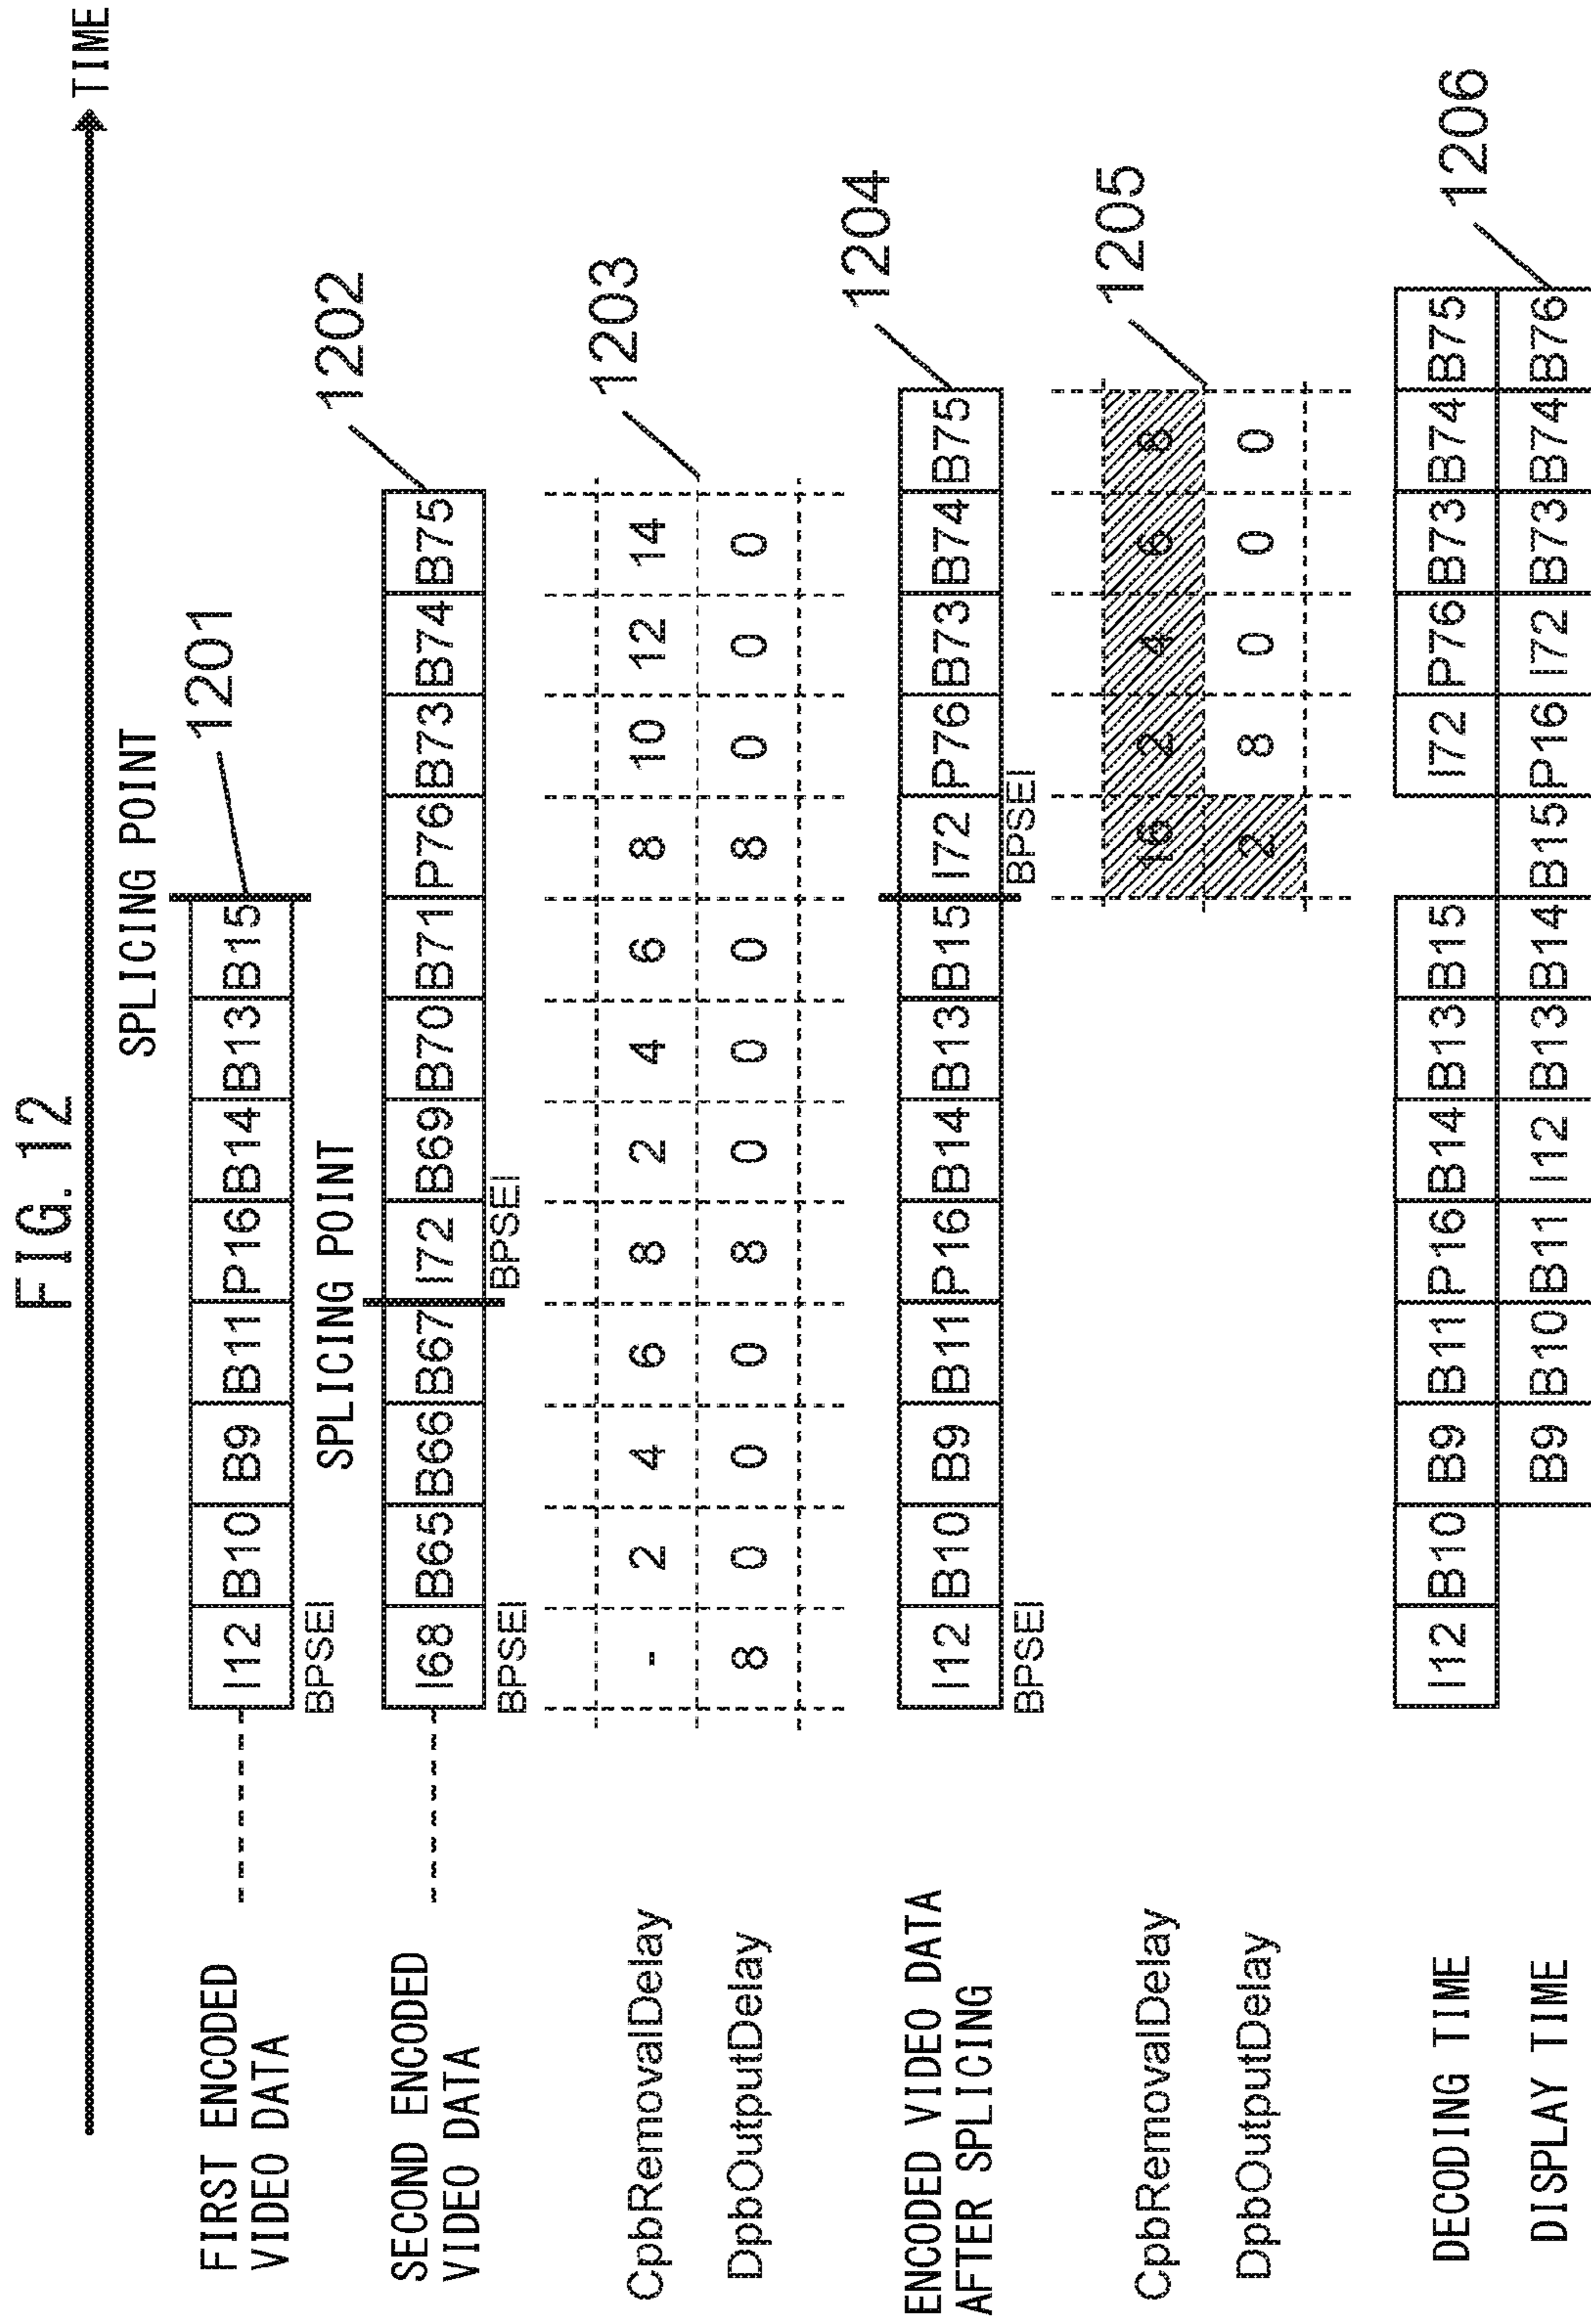 FIG. 12
TIME
SPLICING POINT
1201
FIRST ENCODED
VIDEO DATA
I12 B10 B9 B11 P16 B14 B13 B15
BPSEI
SPLICING POINT
1202
SECOND ENCODED
VIDEO DATA
I68 B65 B66 B67 I72 B69 B70 B71 P76 B73 B74 B75
BPSEI BPSEI
1203
CpbRemovalDelay - 2 4 6 8 2 4 6 8 10 12 14
DpbOutputDelay 8 0 0 0 8 0 0 0 8 0 0 0
1204
ENCODED VIDEO DATA
AFTER SPLICING
I12 B10 B9 B11 P16 B14 B13 B15 I72 P76 B73 B74 B75
BPSEI BPSEI
1205
CpbRemovalDelay 16 2 4 6 8
DpbOutputDelay 2 8 0 0 0
1206
DECODING TIME I12 B10 B9 B11 P16 B14 B13 B15 I72 P76 B73 B74 B75
DISPLAY TIME B9 B10 B11 I12 B13 B14 B15 P16 I72 B73 B74 B76